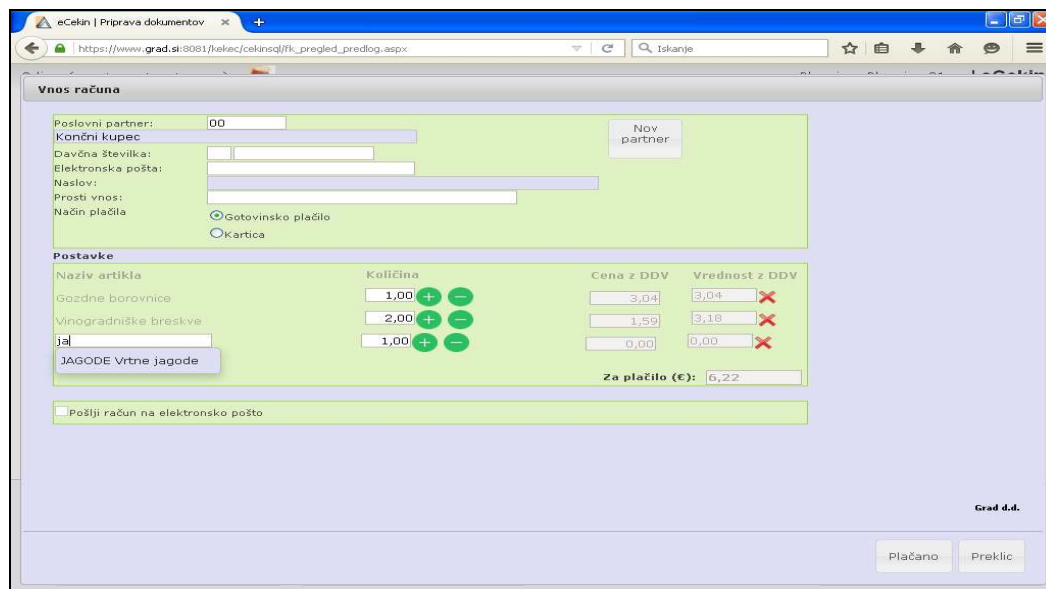 eCekin | Priprava dokumentov
https://www.grad.si:8081/kekec/cekinsql/fk_pregled_predlog.aspx
Iskanje
Vnos računa
Poslovni partner: 00
Končni kupec
Nov partner
Davčna številka:
Elektronska pošta:
Naslov:
Prosti vnos:
Način plačila
Gotovinsko plačilo
Kartica
Postavke
Naziv artikla Količina Cena z DDV Vrednost z DDV
Gozdne borovnice 1,00 3,04 3,04
Vinogradniške breskve 2,00 1,59 3,18
ja 1,00 0,00 0,00
JAGODE Vrtne jagode
Za plačilo (€): 6,22
Pošlji račun na elektronsko pošto
Grad d.d.
Plačano Preklic